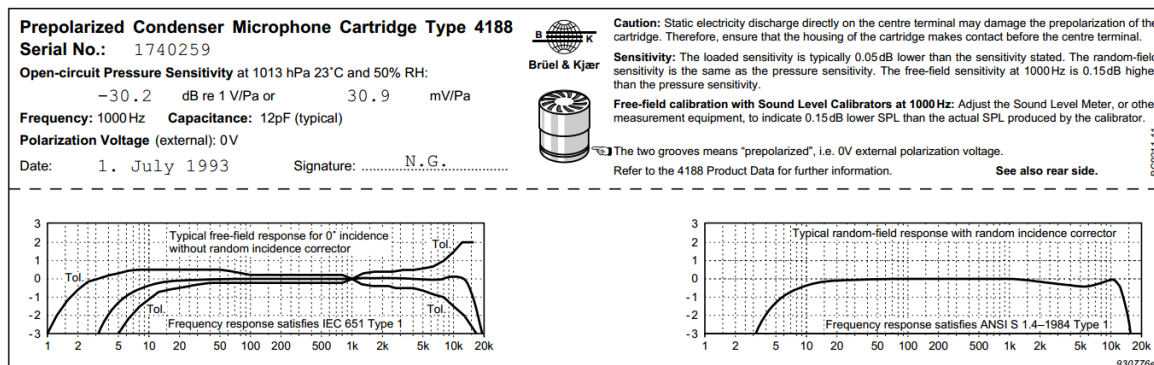 Prepolarized Condenser Microphone Cartridge Type 4188
Serial No.: 1740259
Open-circuit Pressure Sensitivity at 1013 hPa 23°C and 50% RH:
-30.2 dB re 1 V/Pa or 30.9 mV/Pa
Frequency: 1000 Hz Capacitance: 12pF (typical)
Polarization Voltage (external): 0V
Date: 1. July 1993 Signature: N.G.
B K
Brüel & Kjær
Caution: Static electricity discharge directly on the centre terminal may damage the prepolarization of the
cartridge. Therefore, ensure that the housing of the cartridge makes contact before the centre terminal.
Sensitivity: The loaded sensitivity is typically 0.05 dB lower than the sensitivity stated. The random-field
sensitivity is the same as the pressure sensitivity. The free-field sensitivity at 1000 Hz is 0.15 dB highe
than the pressure sensitivity.
Free-field calibration with Sound Level Calibrators at 1000 Hz: Adjust the Sound Level Meter, or othe
measurement equipment, to indicate 0.15 dB lower SPL than the actual SPL produced by the calibrator.
The two grooves means “prepolarized”, i.e. 0V external polarization voltage.
Refer to the 4188 Product Data for further information. See also rear side.
3
2
1
0
-1
-2
-3
Typical free-field response for 0° incidence
without random incidence corrector
Tol.
Tol.
Tol.
Tol.
Frequency response satisfies IEC 651 Type 1
1 2 5 10 20 50 100 200 500 1k 2k 5k 10k 20k
3
2
1
0
-1
-2
-3
Typical random-field response with random incidence corrector
Frequency response satisfies ANSI S 1.4–1984 Type 1
1 2 5 10 20 50 100 200 500 1k 2k 5k 10k 20k
930776e